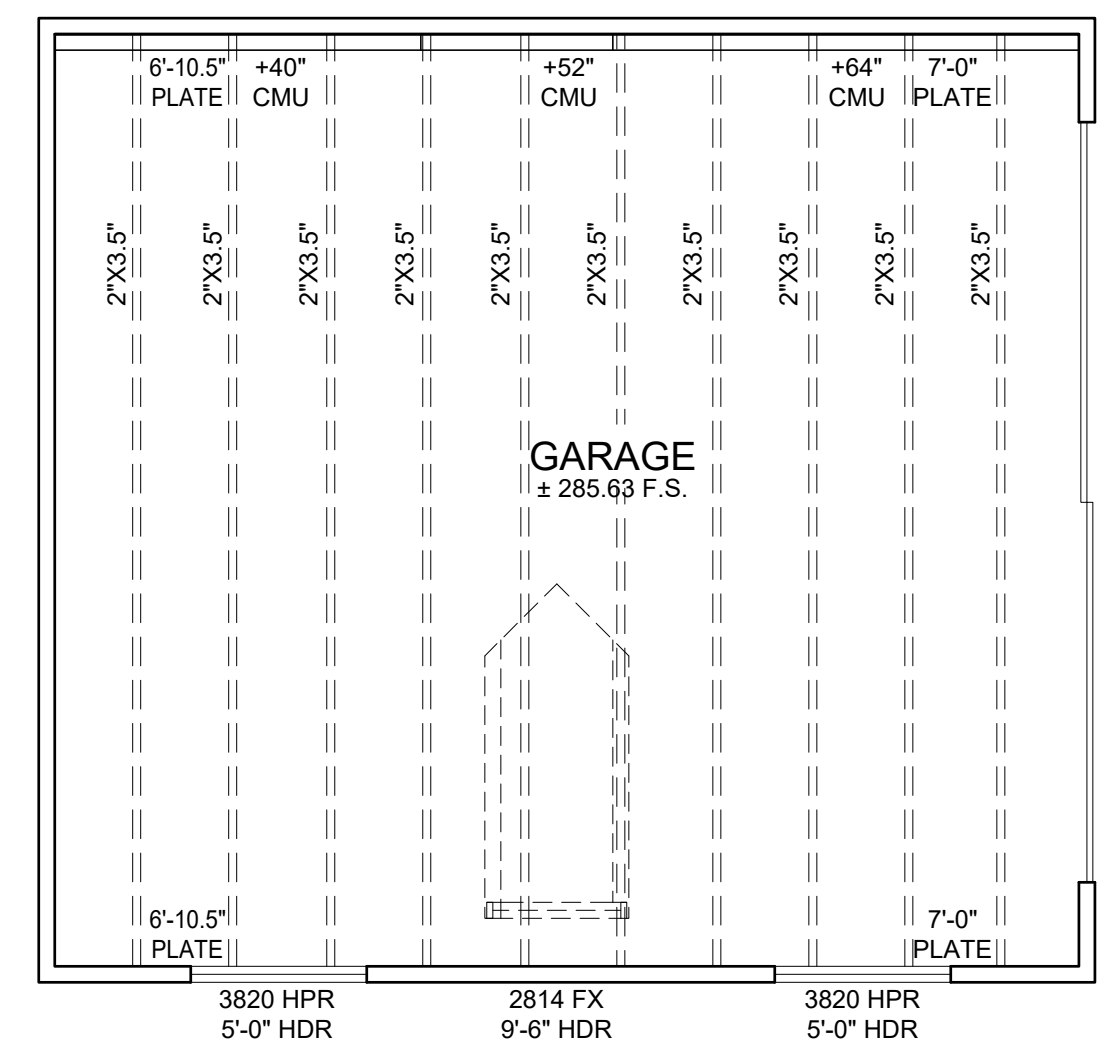 6'-10.5" +40" +52" +64" 7'-0"
PLATE CMU CMU CMU PLATE
2"X3.5" 2"X3.5" 2"X3.5" 2"X3.5" 2"X3.5" 2"X3.5" 2"X3.5" 2"X3.5" 2"X3.5" 2"X3.5"
GARAGE
± 285.63 F.S.
6'-10.5" 7'-0"
PLATE PLATE
3820 HPR 2814 FX 3820 HPR
5'-0" HDR 9'-6" HDR 5'-0" HDR